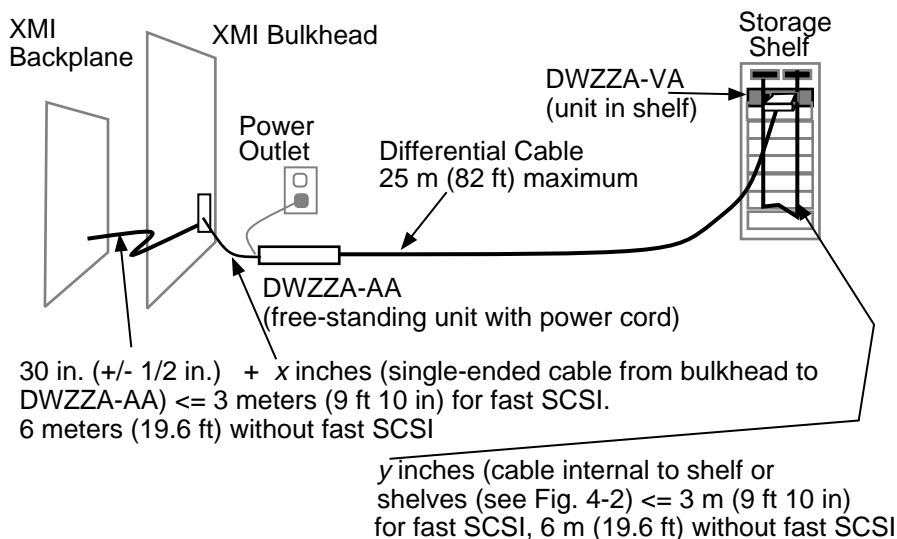 XMI
Backplane
XMI Bulkhead
Storage
Shelf
DWZZA-VA
(unit in shelf)
Power
Outlet
Differential Cable
25 m (82 ft) maximum
DWZZA-AA
(free-standing unit with power cord)
30 in. (+/- 1/2 in.) + x inches (single-ended cable from bulkhead to
DWZZA-AA) <= 3 meters (9 ft 10 in) for fast SCSI.
6 meters (19.6 ft) without fast SCSI
y inches (cable internal to shelf or
shelves (see Fig. 4-2) <= 3 m (9 ft 10 in)
for fast SCSI, 6 m (19.6 ft) without fast SCSI